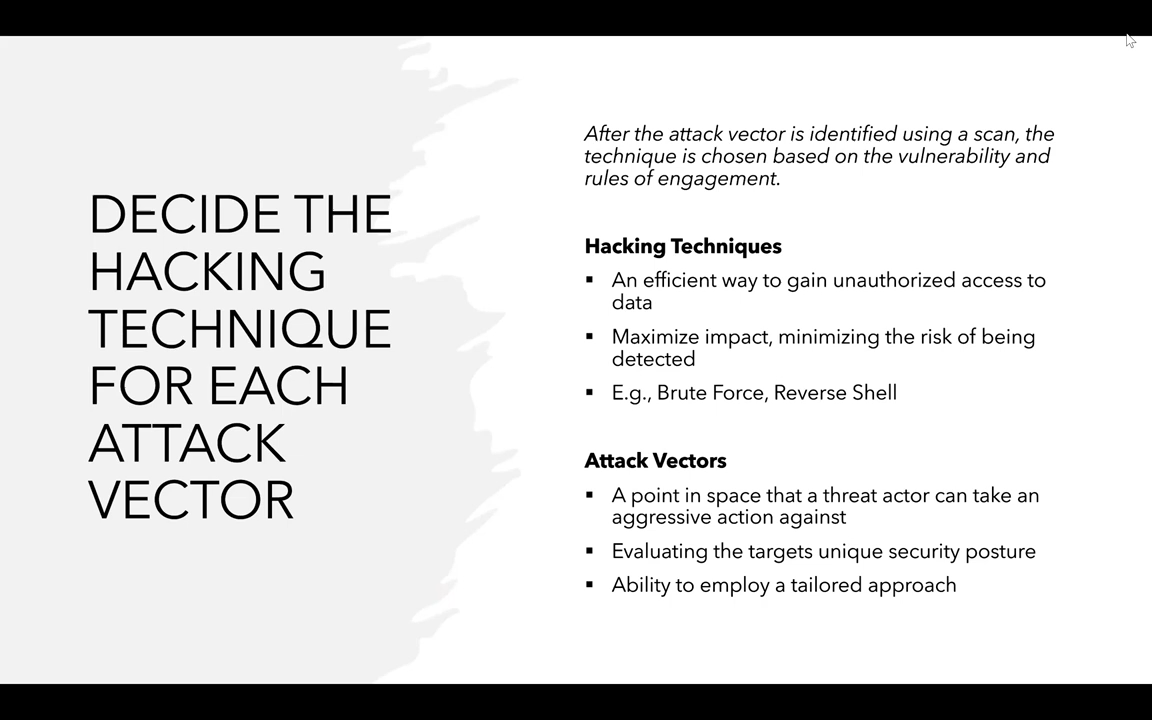 DECIDE THE
HACKING
TECHNIQUE
FOR EACH
ATTACK
VECTOR
After the attack vector is identified using a scan, the
technique is chosen based on the vulnerability and
rules of engagement.
Hacking Techniques
▪ An efficient way to gain unauthorized access to
data
▪ Maximize impact, minimizing the risk of being
detected
▪ E.g., Brute Force, Reverse Shell
Attack Vectors
▪ A point in space that a threat actor can take an
aggressive action against
▪ Evaluating the targets unique security posture
▪ Ability to employ a tailored approach